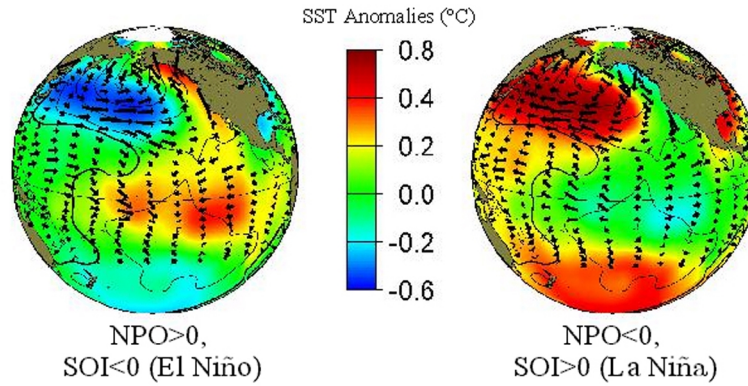 SST Anomalies (°C)
0.8
0.4
0.2
0.0
-0.2
-0.6
NPO>0,
SOI<0 (El Niño)
NPO<0,
SOI>0 (La Niña)